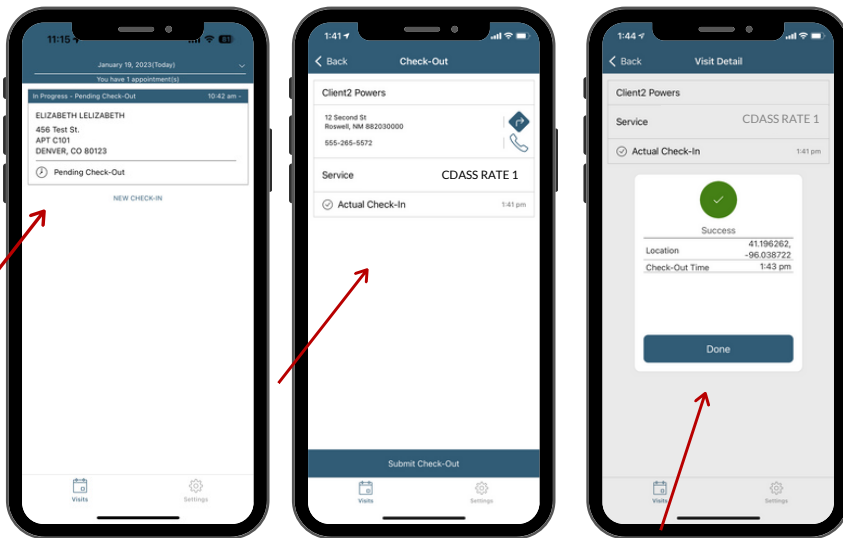 11:15
81
January 19, 2023(Today)
You have 1 appointment(s)
In Progress - Pending Check-Out 10:42 am -
ELIZABETH LELIZABETH
456 Test St.
APT C101
DENVER, CO 80123
Pending Check-Out
NEW CHECK-IN
Visits Settings
1:41
Back Check-Out
Client2 Powers
12 Second St
Roswell, NM 882030000
555-265-5572
Service CDASS RATE 1
Actual Check-In 1:41 pm
Submit Check-Out
Visits Settings
1:44
Back Visit Detail
Client2 Powers
Service CDASS RATE 1
Actual Check-In 1:41 pm
Success
Location 41.196262,
-96.038722
Check-Out Time 1:43 pm
Done
Visits Settings